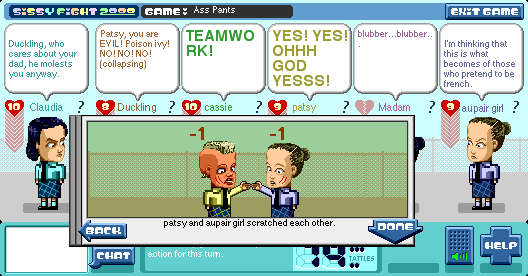 SiSSY FiGHT 2000
GAME: Ass Pants
EXiT GAME
Duckling, who
cares about your
dad, he molests
you anyway.
Patsy, you are
EYIL! Poison ivy!
NO! NO! NO!
(collapsing)
TEAMWO
RK!
YES! YES!
OHHH
GOD
YESSS!
blubber...blubber..
.
I'm thinking that
this is what
becomes of those
who pretend to be
french.
10 Claudia ?
8 Duckling ?
10 cassie ?
9 patsy ?
Madam ?
9 aupair girl ?
-1 -1
patsy and aupair girl scratched each other.
BACK
DONE
CHAT
action for this turn.
TATTLES
HELP